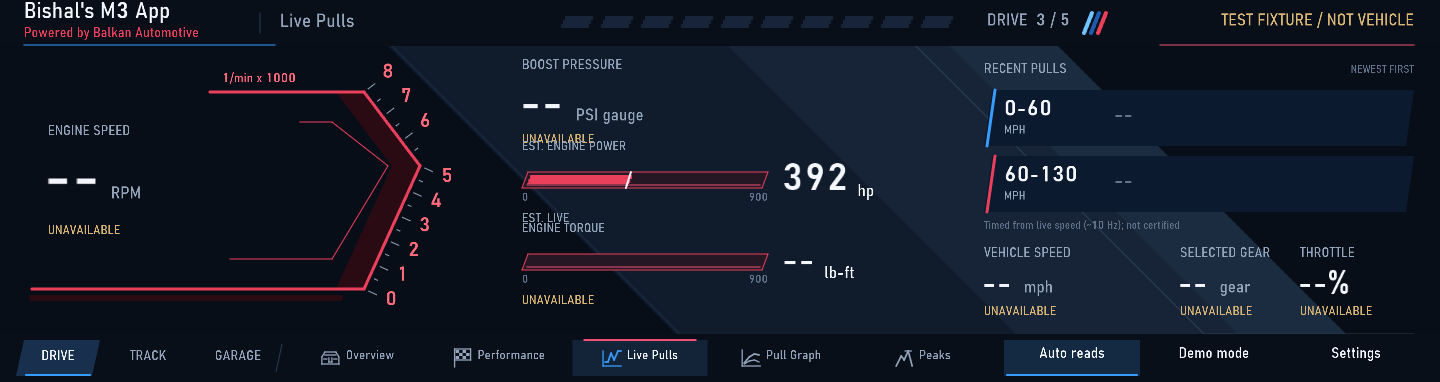 Bishal's M3 App
Powered by Balkan Automotive
Live Pulls
DRIVE 3 / 5
TEST FIXTURE / NOT VEHICLE
1/min x 1000
8
7
6
5
4
3
2
1
0
ENGINE SPEED
-- RPM
UNAVAILABLE
BOOST PRESSURE
-- PSI gauge
UNAVAILABLE
EST. ENGINE POWER
392 hp
0 900
EST. LIVE
ENGINE TORQUE
-- lb-ft
0 900
UNAVAILABLE
RECENT PULLS
NEWEST FIRST
0-60 --
MPH
60-130 --
MPH
Timed from live speed (~10 Hz); not certified
VEHICLE SPEED
-- mph
UNAVAILABLE
SELECTED GEAR
-- gear
UNAVAILABLE
THROTTLE
--%
UNAVAILABLE
DRIVE
TRACK
GARAGE
Overview
Performance
Live Pulls
Pull Graph
Peaks
Auto reads
Demo mode
Settings